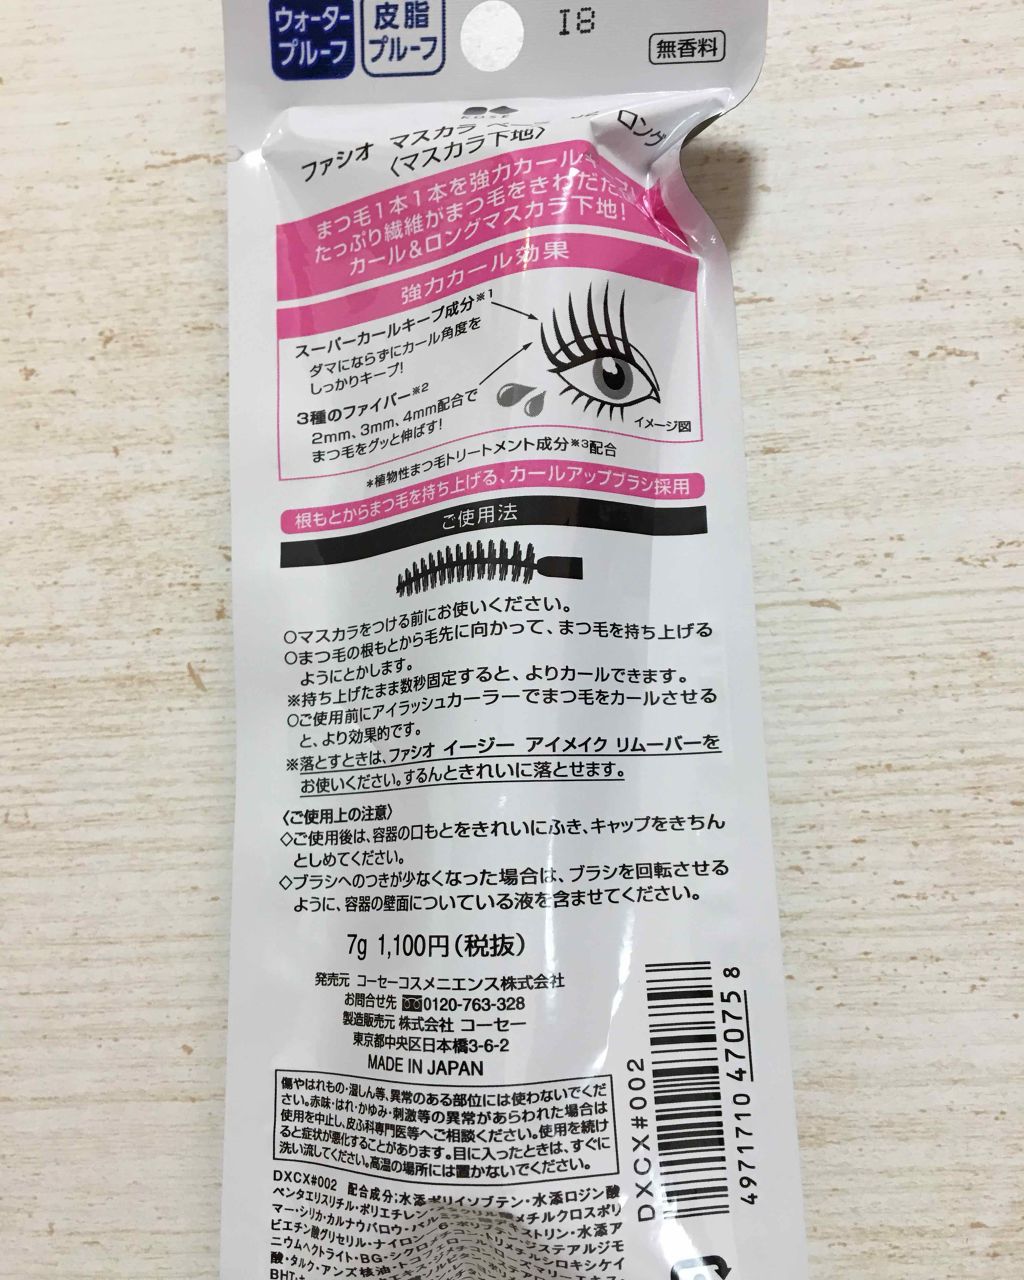 ウォーター
プルーフ
皮脂
プルーフ
I8
無香料
KOSE
ファシオ マスカラ
ロング
〈マスカラ下地〉
まつ毛1本1本を強力カール
たっぷり繊維がまつ毛をきわだたせ
カール&ロングマスカラ下地!
強力カール効果
スーパーカールキープ成分※1
ダマにならずにカール角度を
しっかりキープ!
3種のファイバー※2
2mm、3mm、4mm配合で
まつ毛をグッと伸ばす!
イメージ図
*植物性まつ毛トリートメント成分※3配合
根もとからまつ毛を持ち上げる、カールアップブラシ採用
ご使用法
○マスカラをつける前にお使いください。
○まつ毛の根もとから毛先に向かって、まつ毛を持ち上げる
ようにとかします。
※持ち上げたまま数秒固定すると、よりカールできます。
○ご使用前にアイラッシュカーラーでまつ毛をカールさせる
と、より効果的です。
※落とすときは、ファシオ イージー アイメイク リムーバーを
お使いください。するんときれいに落とせます。
〈ご使用上の注意〉
◇ご使用後は、容器の口もとをきれいにふき、キャップをきちん
としめてください。
◇ブラシへのつきが少なくなった場合は、ブラシを回転させる
ように、容器の壁面についている液を含ませてください。
7g 1,100円(税抜)
発売元 コーセーコスメニエンス株式会社
お問合せ先 0120-763-328
製造販売元 株式会社 コーセー
東京都中央区日本橋3-6-2
MADE IN JAPAN
傷やはれもの・湿しん等、異常のある部位には使わないでくだ
さい。赤味・はれ・かゆみ・刺激等の異常があらわれた場合は
使用を中止し、皮ふ科専門医等へご相談ください。使用を続け
ると症状が悪化することがあります。目に入ったときは、すぐに
洗い流してください。高温の場所には置かないでください。
DXCX#002
4971710 470758
DXCX#002 配合成分;水添ポリイソブテン・水添ロジン酸
ペンタエリスリチル・ポリエチレン メチルクロスポリ
マー・シリカ・カルナウバロウ・パル デキストリン・水添ア
ビエチン酸グリセリル・ナイロン ステアルジモ
ニウムヘクトライト・BG・シクロ シロキシケイ
酸・タルク・アンズ核油・トコフェロール ローズマリーエキス・
BHT・